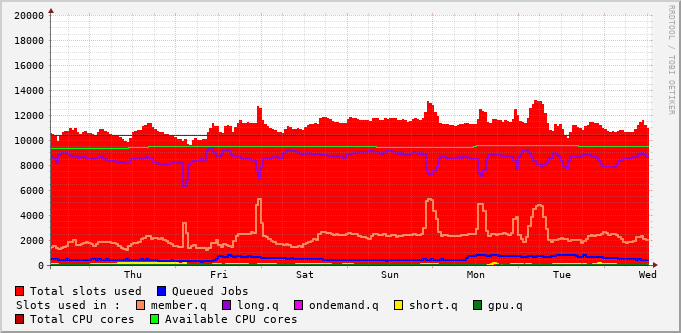 RRDTOOL / TOBI OETIKER
20000
18000
16000
14000
12000
10000
8000
6000
4000
2000
0
Thu Fri Sat Sun Mon Tue Wed
Total slots used Queued Jobs
Slots used in : member.q long.q ondemand.q short.q gpu.q
Total CPU cores Available CPU cores